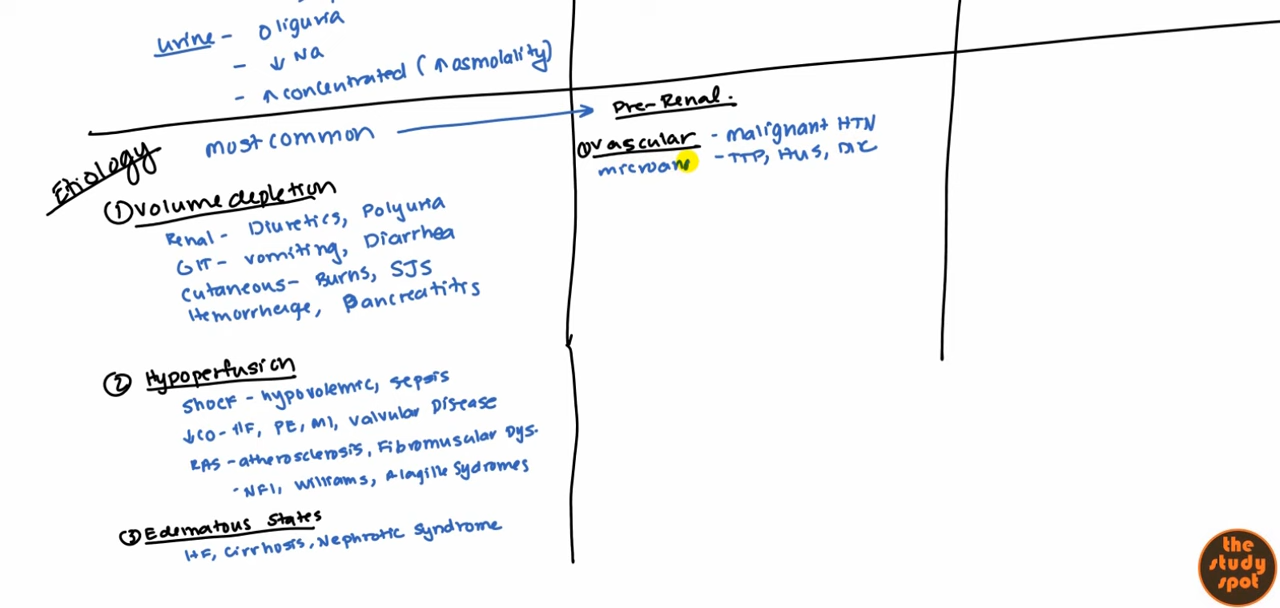 urine - Oliguria
- ↓ Na
- ↑ concentrated (↑ osmolality)
Etiology
most common →
① volume depletion
Renal - Diuretics, Polyuria
GIT - vomiting, Diarrhea
Cutaneous - Burns, SJS
Hemorrhage, Pancreatitis
② Hypoperfusion
Shock - hypovolemic, sepsis
↓CO - HF, PE, MI, valvular Disease
RAS - atherosclerosis, Fibromusular Dys.
- NF1, Williams, Alagille Sydromes
③ Edematous States
HF, Cirrhosis, Nephrotic Syndrome
Pre-Renal.
① vascular - malignant HTN
microan - TTP, HUS, DIC
the
study
spot